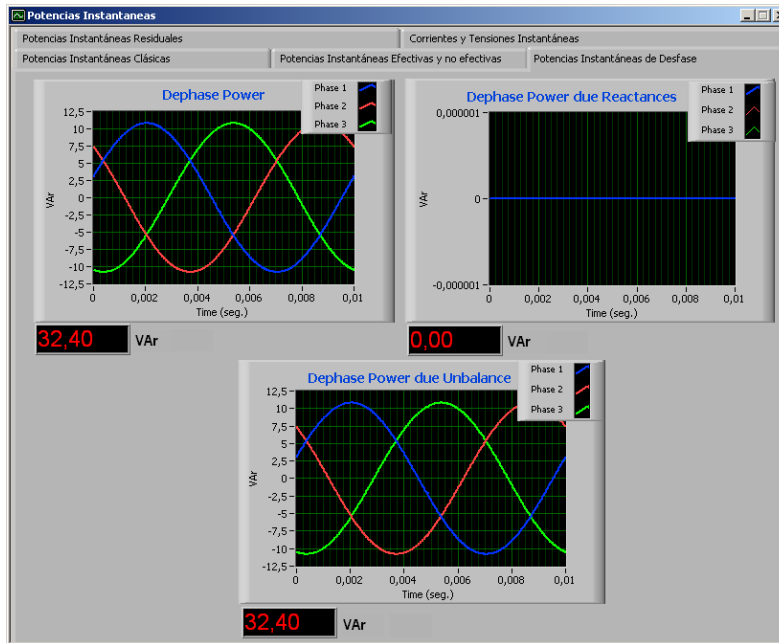 Potencias Instantaneas
Potencias Instantáneas Residuales
Corrientes y Tensiones Instantáneas
Potencias Instantáneas Clásicas
Potencias Instantáneas Efectivas y no efectivas
Potencias Instantáneas de Desfase
Dephase Power
Phase 1
Phase 2
Phase 3
12,5
10
7,5
5
2,5
0
-2,5
-5
-7,5
-10
-12,5
VAr
0
0,002
0,004
0,006
0,008
0,01
Time (seg.)
32,40
VAr
Dephase Power due Reactances
Phase 1
Phase 2
Phase 3
0,000001
0
-0,000001
VAr
0
0,002
0,004
0,006
0,008
0,01
Time (seg.)
0,00
VAr
Dephase Power due Unbalance
Phase 1
Phase 2
Phase 3
12,5
10
7,5
5
2,5
0
-2,5
-5
-7,5
-10
-12,5
VAr
0
0,002
0,004
0,006
0,008
0,01
Time (seg.)
32,40
VAr